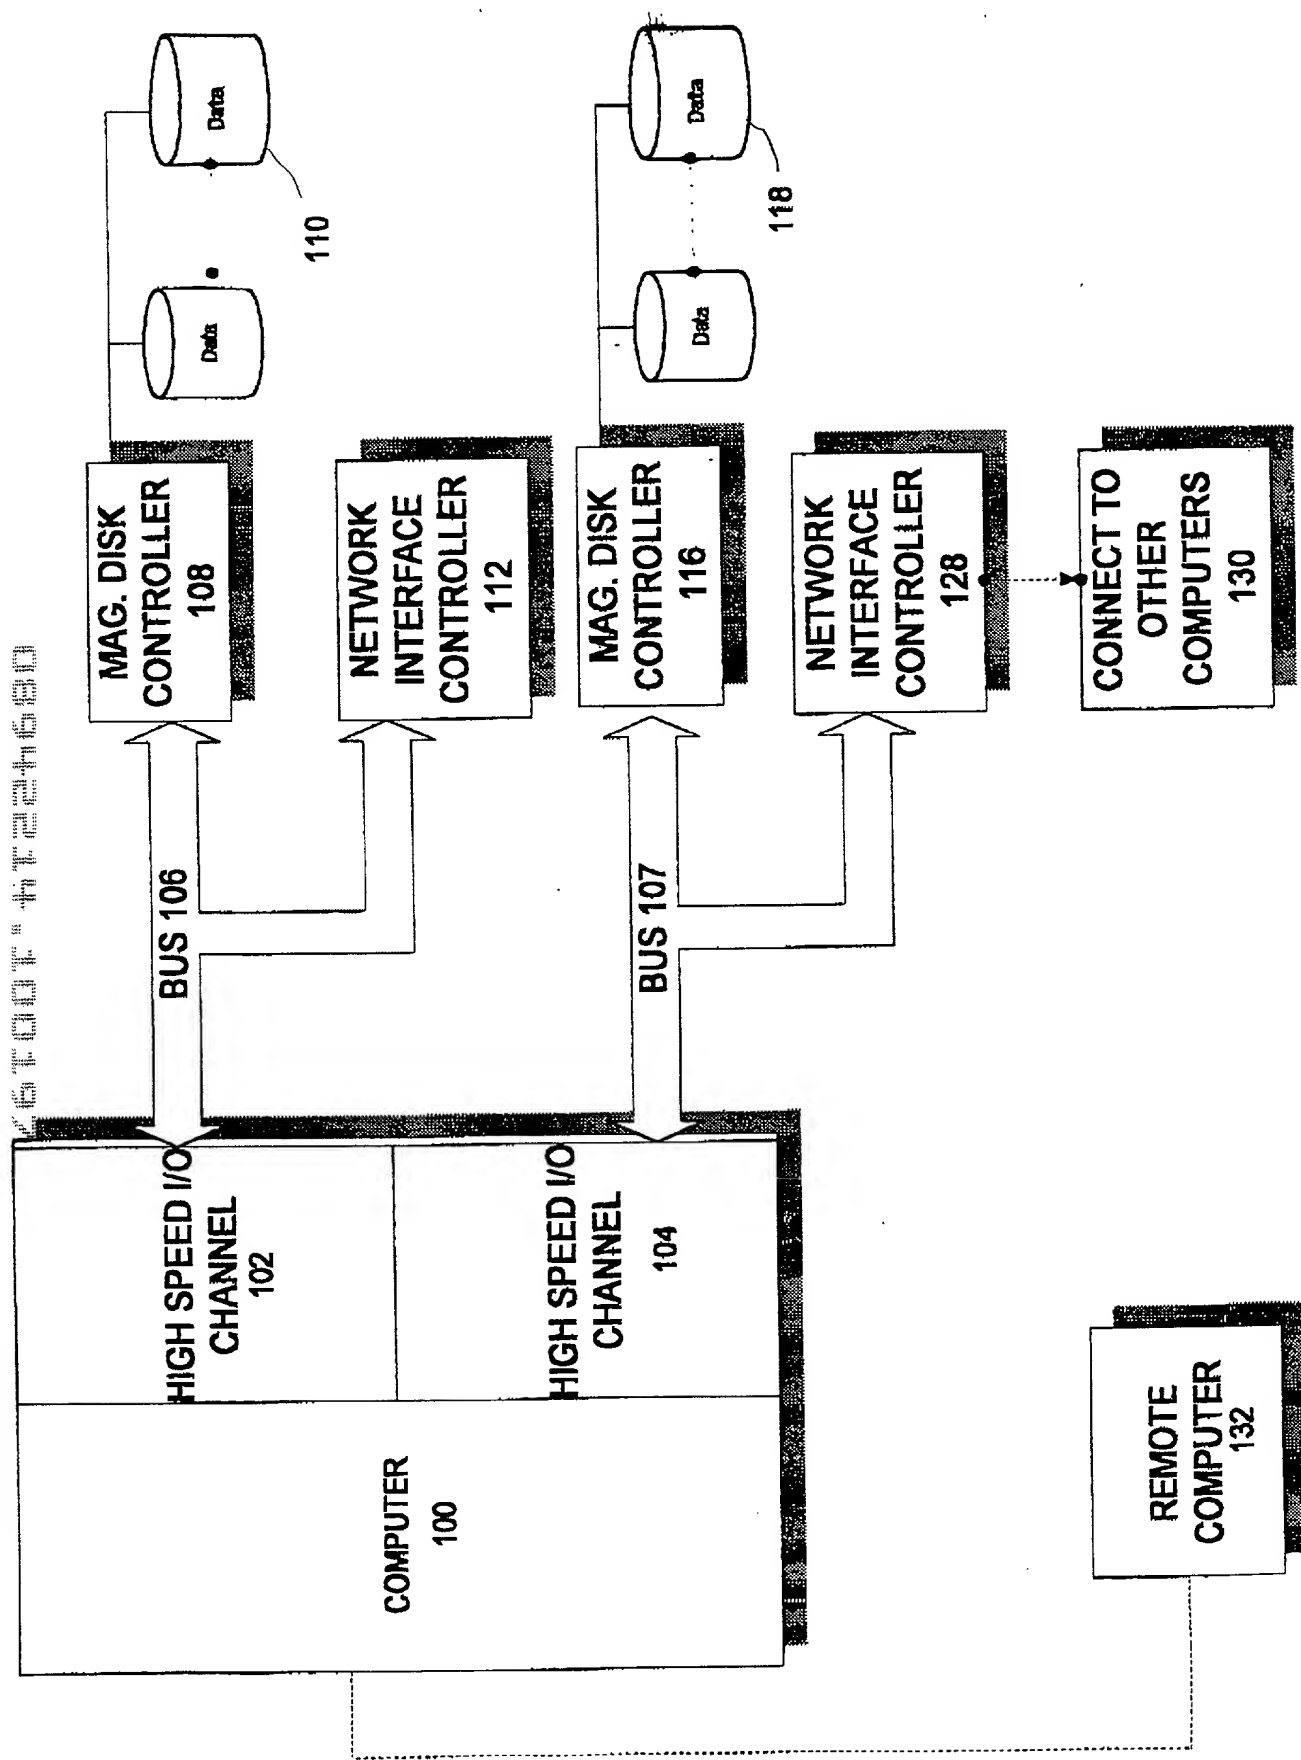 COMPUTER
100
HIGH SPEED I/O
CHANNEL
102
HIGH SPEED I/O
CHANNEL
104
BUS 106
BUS 107
MAG. DISK
CONTROLLER
108
NETWORK
INTERFACE
CONTROLLER
112
MAG. DISK
CONTROLLER
116
NETWORK
INTERFACE
CONTROLLER
128
CONNECT TO
OTHER
COMPUTERS
130
Data
Data
110
Data
Data
118
REMOTE
COMPUTER
132